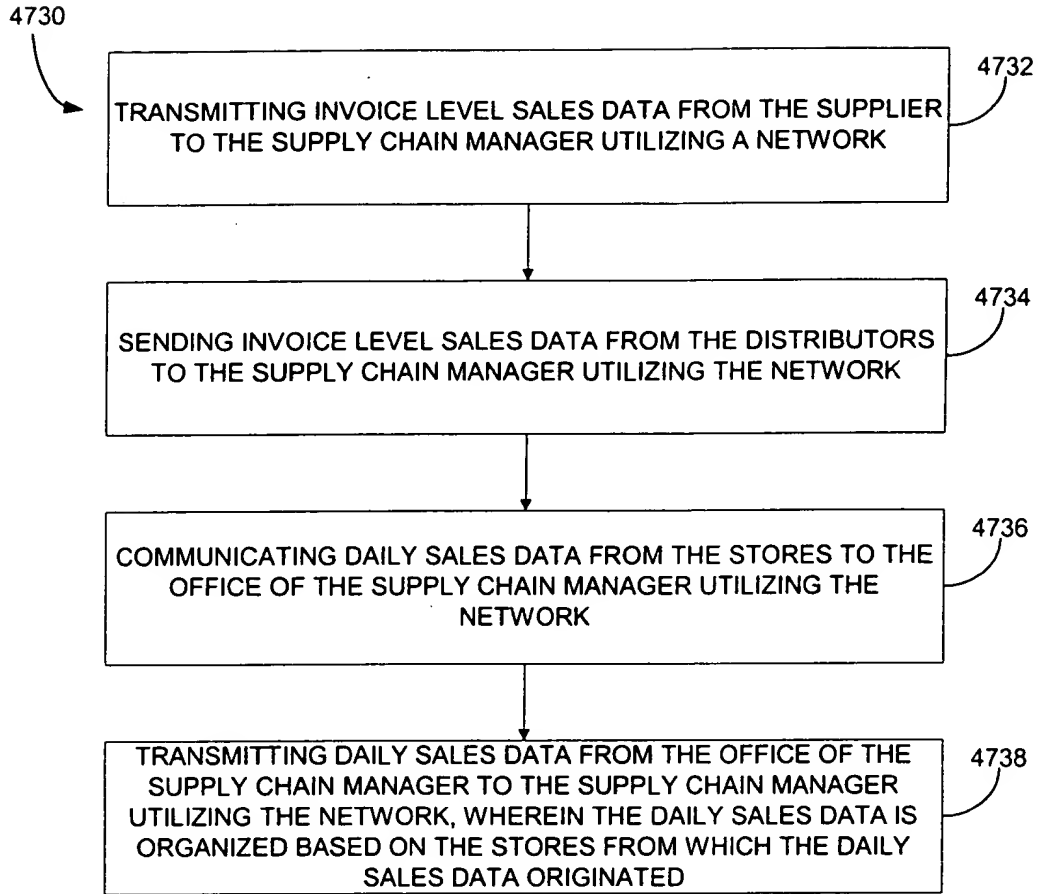 4730
4732
TRANSMITTING INVOICE LEVEL SALES DATA FROM THE SUPPLIER
TO THE SUPPLY CHAIN MANAGER UTILIZING A NETWORK
4734
SENDING INVOICE LEVEL SALES DATA FROM THE DISTRIBUTORS
TO THE SUPPLY CHAIN MANAGER UTILIZING THE NETWORK
4736
COMMUNICATING DAILY SALES DATA FROM THE STORES TO THE
OFFICE OF THE SUPPLY CHAIN MANAGER UTILIZING THE
NETWORK
4738
TRANSMITTING DAILY SALES DATA FROM THE OFFICE OF THE
SUPPLY CHAIN MANAGER TO THE SUPPLY CHAIN MANAGER
UTILIZING THE NETWORK, WHEREIN THE DAILY SALES DATA IS
ORGANIZED BASED ON THE STORES FROM WHICH THE DAILY
SALES DATA ORIGINATED